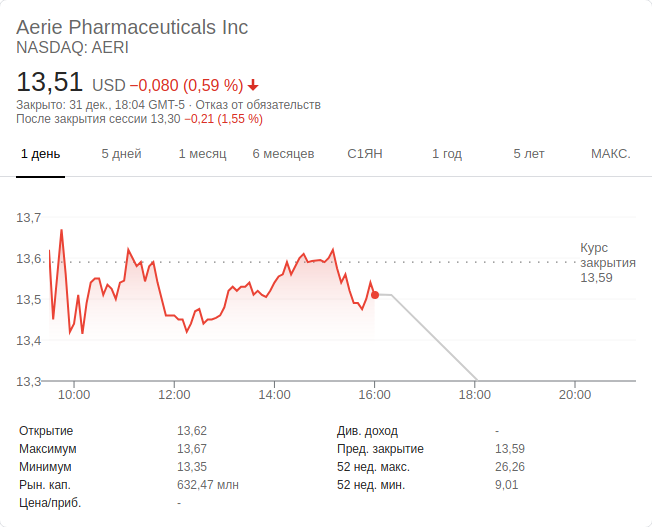 Aerie Pharmaceuticals Inc
NASDAQ: AERI
13,51 USD −0,080 (0,59 %)
Закрыто: 31 дек., 18:04 GMT-5 · Отказ от обязательств
После закрытия сессии 13,30 −0,21 (1,55 %)
1 день 5 дней 1 месяц 6 месяцев С1ЯН 1 год 5 лет МАКС.
13,7
13,6
13,5
13,4
13,3
Курс
закрытия
13,59
10:00 12:00 14:00 16:00 18:00 20:00
Открытие 13,62 Див. доход -
Максимум 13,67 Пред. закрытие 13,59
Минимум 13,35 52 нед. макс. 26,26
Рын. кап. 632,47 млн 52 нед. мин. 9,01
Цена/приб. -